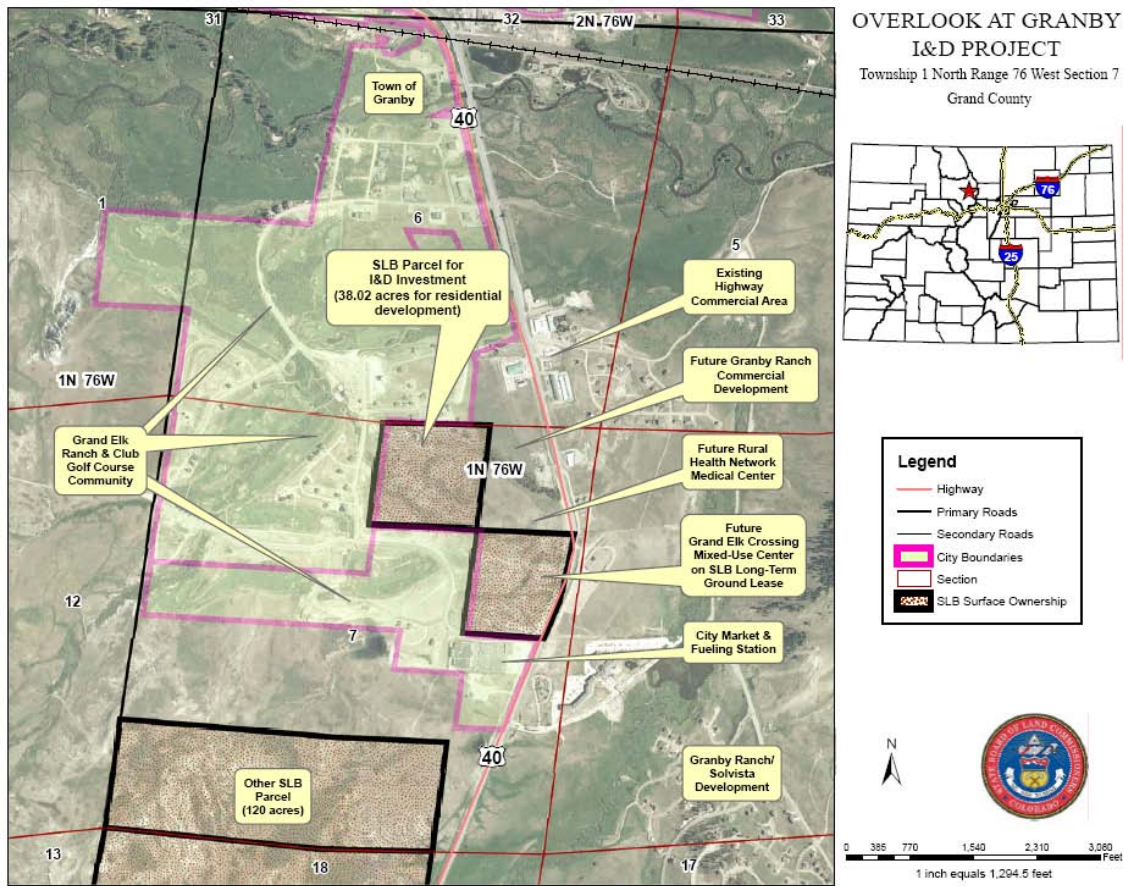 31
32
2N 76W
33
Town of
Granby
40
1
6
5
SLB Parcel for
I&D Investment
(38.02 acres for residential
development)
Existing
Highway
Commercial Area
1N 76W
Future Granby Ranch
Commercial
Development
Grand Elk
Ranch & Club
Golf Course
Community
1N 76W
Future Rural
Health Network
Medical Center
Future
Grand Elk Crossing
Mixed-Use Center
on SLB Long-Term
Ground Lease
12
7
City Market &
Fueling Station
40
Granby Ranch/
Solvista
Development
Other SLB
Parcel
(120 acres)
13
18
17
OVERLOOK AT GRANBY
I&D PROJECT
Township 1 North Range 76 West Section 7
Grand County
76
25
Legend
Highway
Primary Roads
Secondary Roads
City Boundaries
Section
SLB Surface Ownership
N
STATE BOARD OF LAND COMMISSIONERS
COLORADO
0 385 770 1,540 2,310 3,080
Feet
1 inch equals 1,294.5 feet